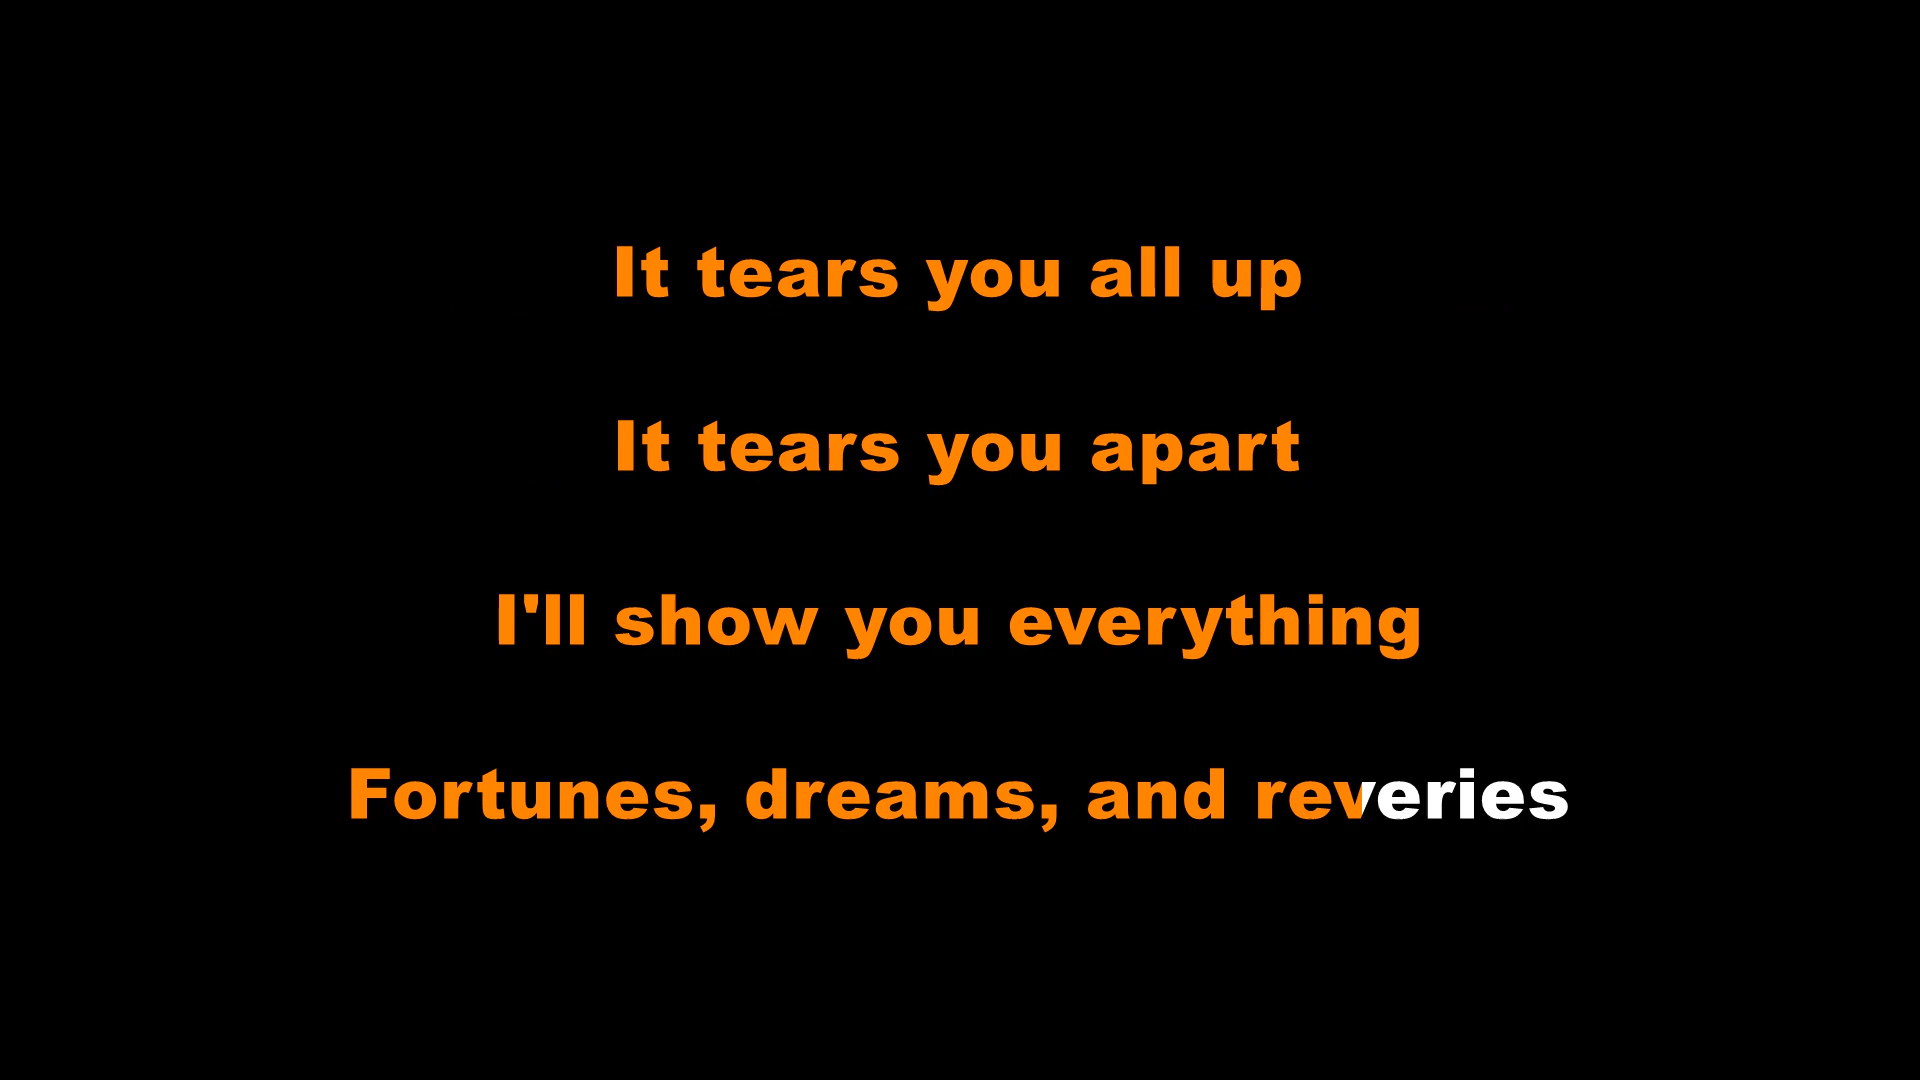 It tears you all up
It tears you apart
I'll show you everything
Fortunes, dreams, and reveries